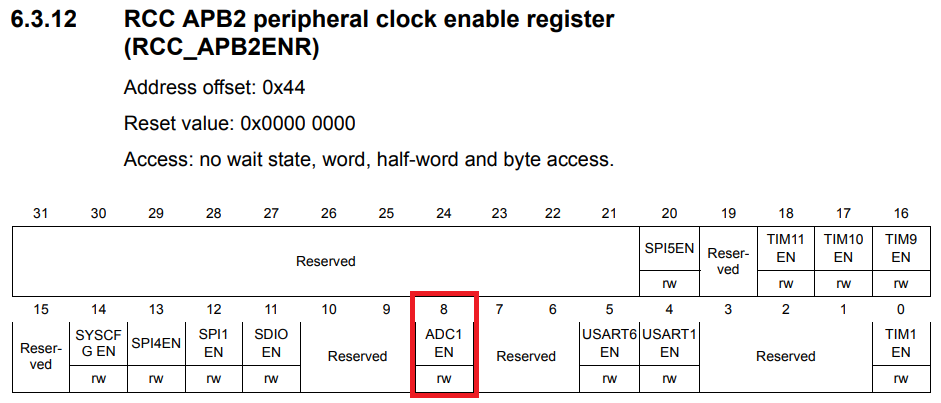 6.3.12 RCC APB2 peripheral clock enable register
(RCC_APB2ENR)
Address offset: 0x44
Reset value: 0x0000 0000
Access: no wait state, word, half-word and byte access.
31 30 29 28 27 26 25 24 23 22 21 20 19 18 17 16
Reserved SPI5EN Reser-
ved TIM11
EN TIM10
EN TIM9
EN
rw rw rw rw
15 14 13 12 11 10 9 8 7 6 5 4 3 2 1 0
Reser-
ved SYSCF
G EN SPI4EN SPI1
EN SDIO
EN Reserved ADC1
EN Reserved USART6
EN USART1
EN Reserved TIM1
EN
rw rw rw rw rw rw rw rw